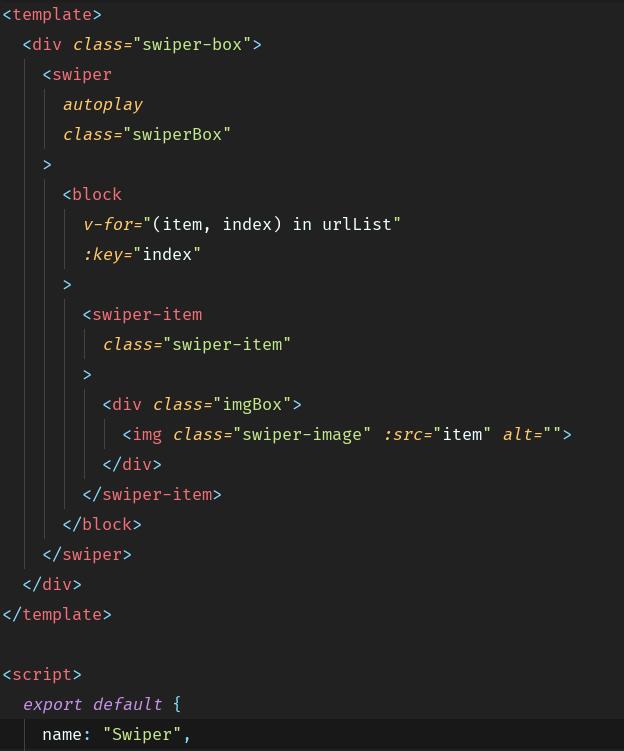 <template>
  <div class="swiper-box">
    <swiper
      autoplay
      class="swiperBox"
    >
      <block
        v-for="(item, index) in urlList"
        :key="index"
      >
        <swiper-item
          class="swiper-item"
        >
          <div class="imgBox">
            <img class="swiper-image" :src="item" alt="">
          </div>
        </swiper-item>
      </block>
    </swiper>
  </div>
</template>

<script>
  export default {
    name: "Swiper",